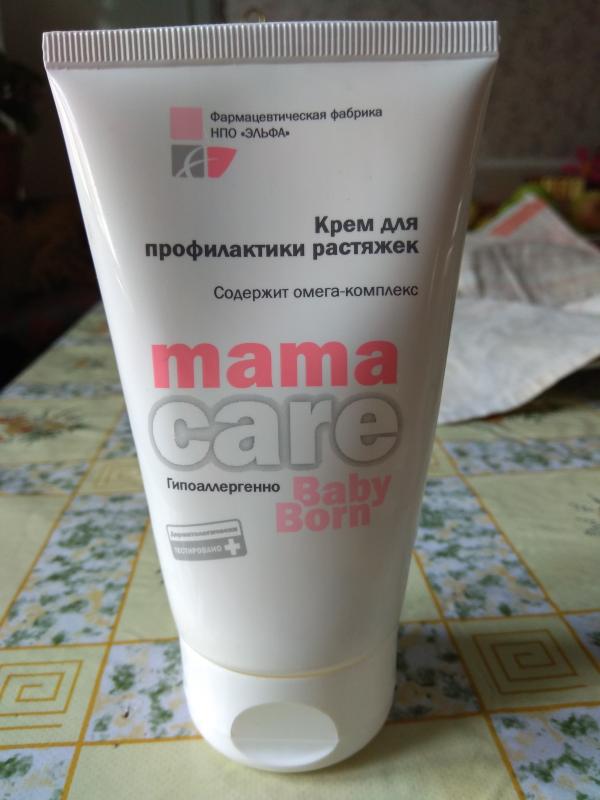 Фармацевтическая фабрика
НПО «ЭЛЬФА»
Крем для
профилактики растяжек
Содержит омега-комплекс
mama
care
Гипоаллергенно
Baby
Born
Дерматологически
ТЕСТИРОВАНО